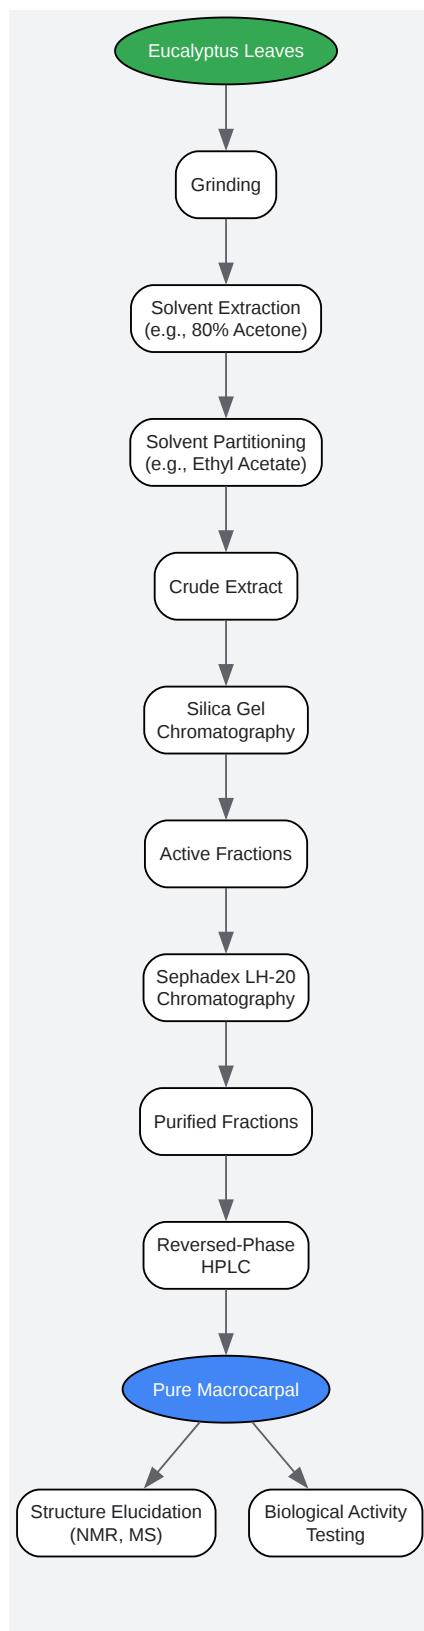 Eucalyptus Leaves
Grinding
Solvent Extraction
(e.g., 80% Acetone)
Solvent Partitioning
(e.g., Ethyl Acetate)
Crude Extract
Silica Gel
Chromatography
Active Fractions
Sephadex LH-20
Chromatography
Purified Fractions
Reversed-Phase
HPLC
Pure Macrocarpal
Structure Elucidation
(NMR, MS)
Biological Activity
Testing